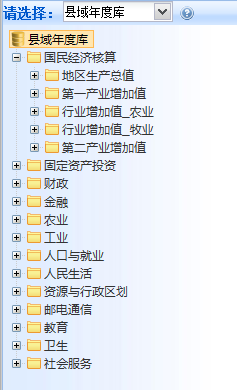 请选择： 县域年度库
县域年度库
国民经济核算
地区生产总值
第一产业增加值
行业增加值_农业
行业增加值_牧业
第二产业增加值
固定资产投资
财政
金融
农业
工业
人口与就业
人民生活
资源与行政区划
邮电通信
教育
卫生
社会服务